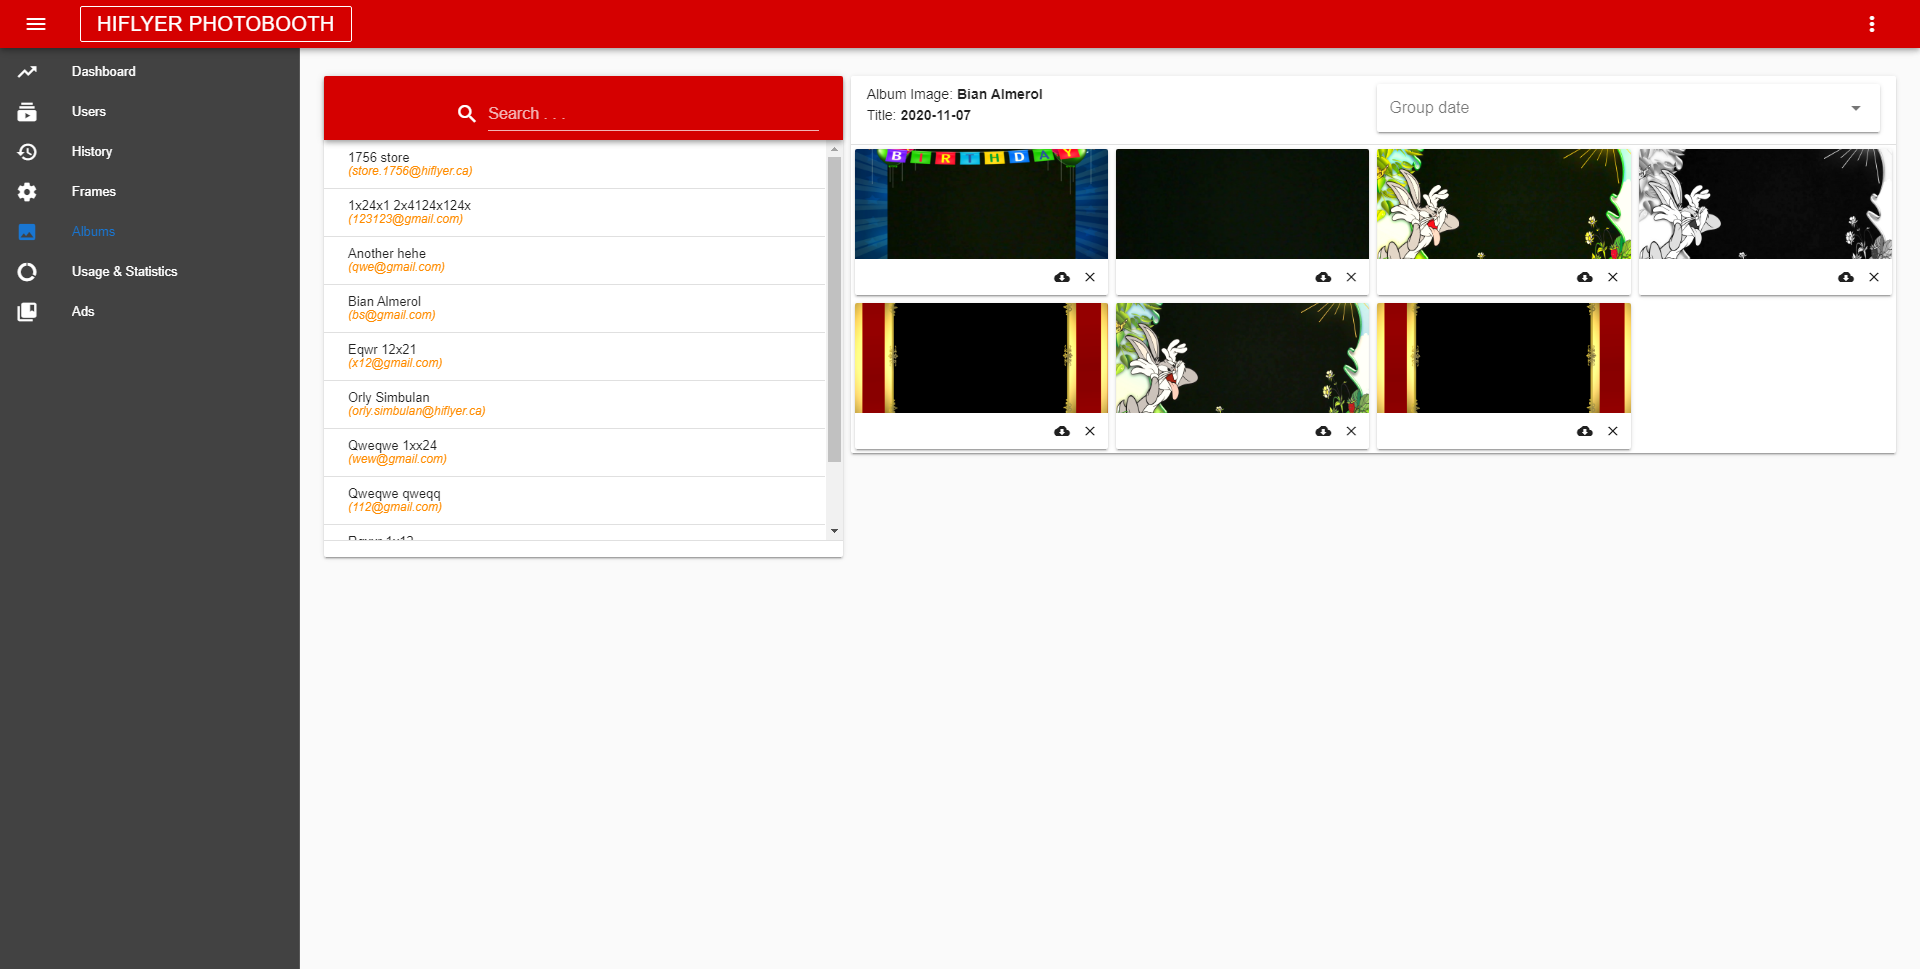 HIFLYER PHOTOBOOTH
Dashboard
Users
History
Frames
Albums
Usage & Statistics
Ads
Search . . .
1756 store
(store.1756@hiflyer.ca)
1x24x1 2x4124x124x
(123123@gmail.com)
Another hehe
(qwe@gmail.com)
Bian Almerol
(bs@gmail.com)
Eqwr 12x21
(x12@gmail.com)
Orly Simbulan
(orly.simbulan@hiflyer.ca)
Qweqwe 1xx24
(wew@gmail.com)
Qweqwe qweqq
(112@gmail.com)
Album Image: Bian Almerol
Title: 2020-11-07
Group date
BIRTHDAY